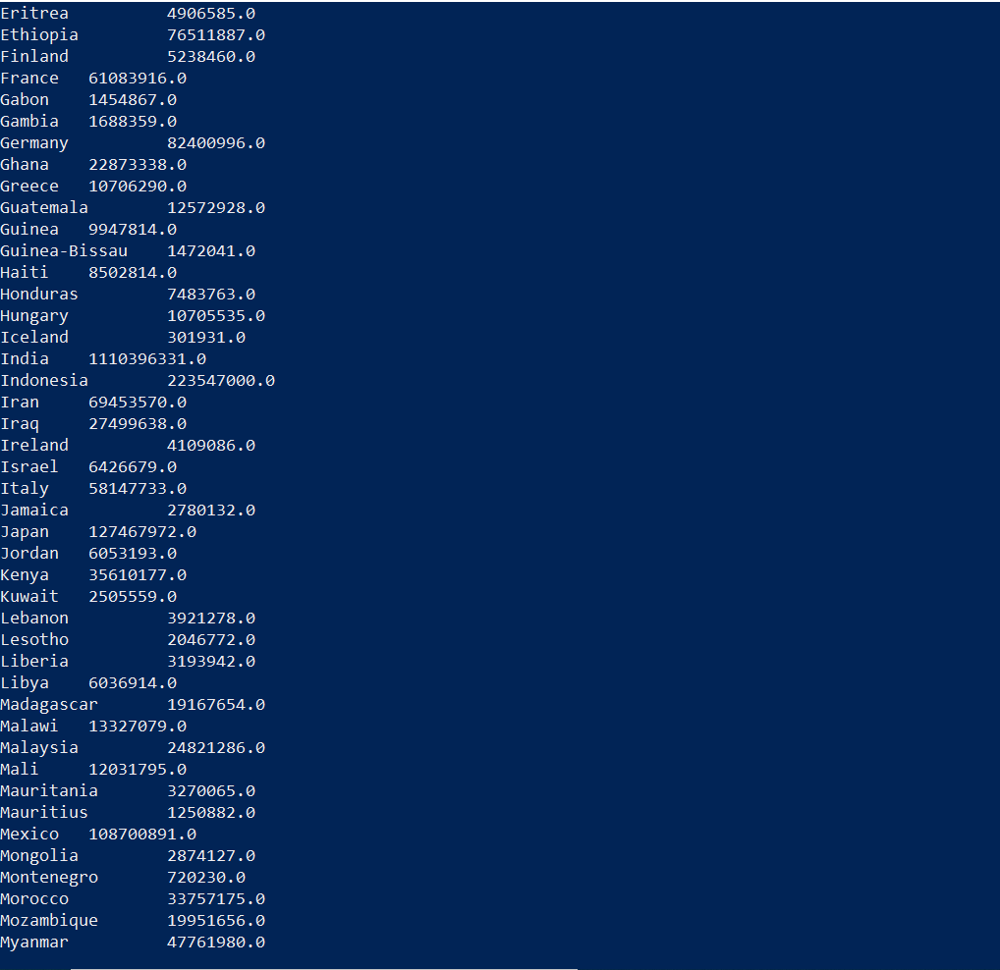 Eritrea 4906585.0
Ethiopia 76511887.0
Finland 5238460.0
France 61083916.0
Gabon 1454867.0
Gambia 1688359.0
Germany 82400996.0
Ghana 22873338.0
Greece 10706290.0
Guatemala 12572928.0
Guinea 9947814.0
Guinea-Bissau 1472041.0
Haiti 8502814.0
Honduras 7483763.0
Hungary 10705535.0
Iceland 301931.0
India 1110396331.0
Indonesia 223547000.0
Iran 69453570.0
Iraq 27499638.0
Ireland 4109086.0
Israel 6426679.0
Italy 58147733.0
Jamaica 2780132.0
Japan 127467972.0
Jordan 6053193.0
Kenya 35610177.0
Kuwait 2505559.0
Lebanon 3921278.0
Lesotho 2046772.0
Liberia 3193942.0
Libya 6036914.0
Madagascar 19167654.0
Malawi 13327079.0
Malaysia 24821286.0
Mali 12031795.0
Mauritania 3270065.0
Mauritius 1250882.0
Mexico 108700891.0
Mongolia 2874127.0
Montenegro 720230.0
Morocco 33757175.0
Mozambique 19951656.0
Myanmar 47761980.0